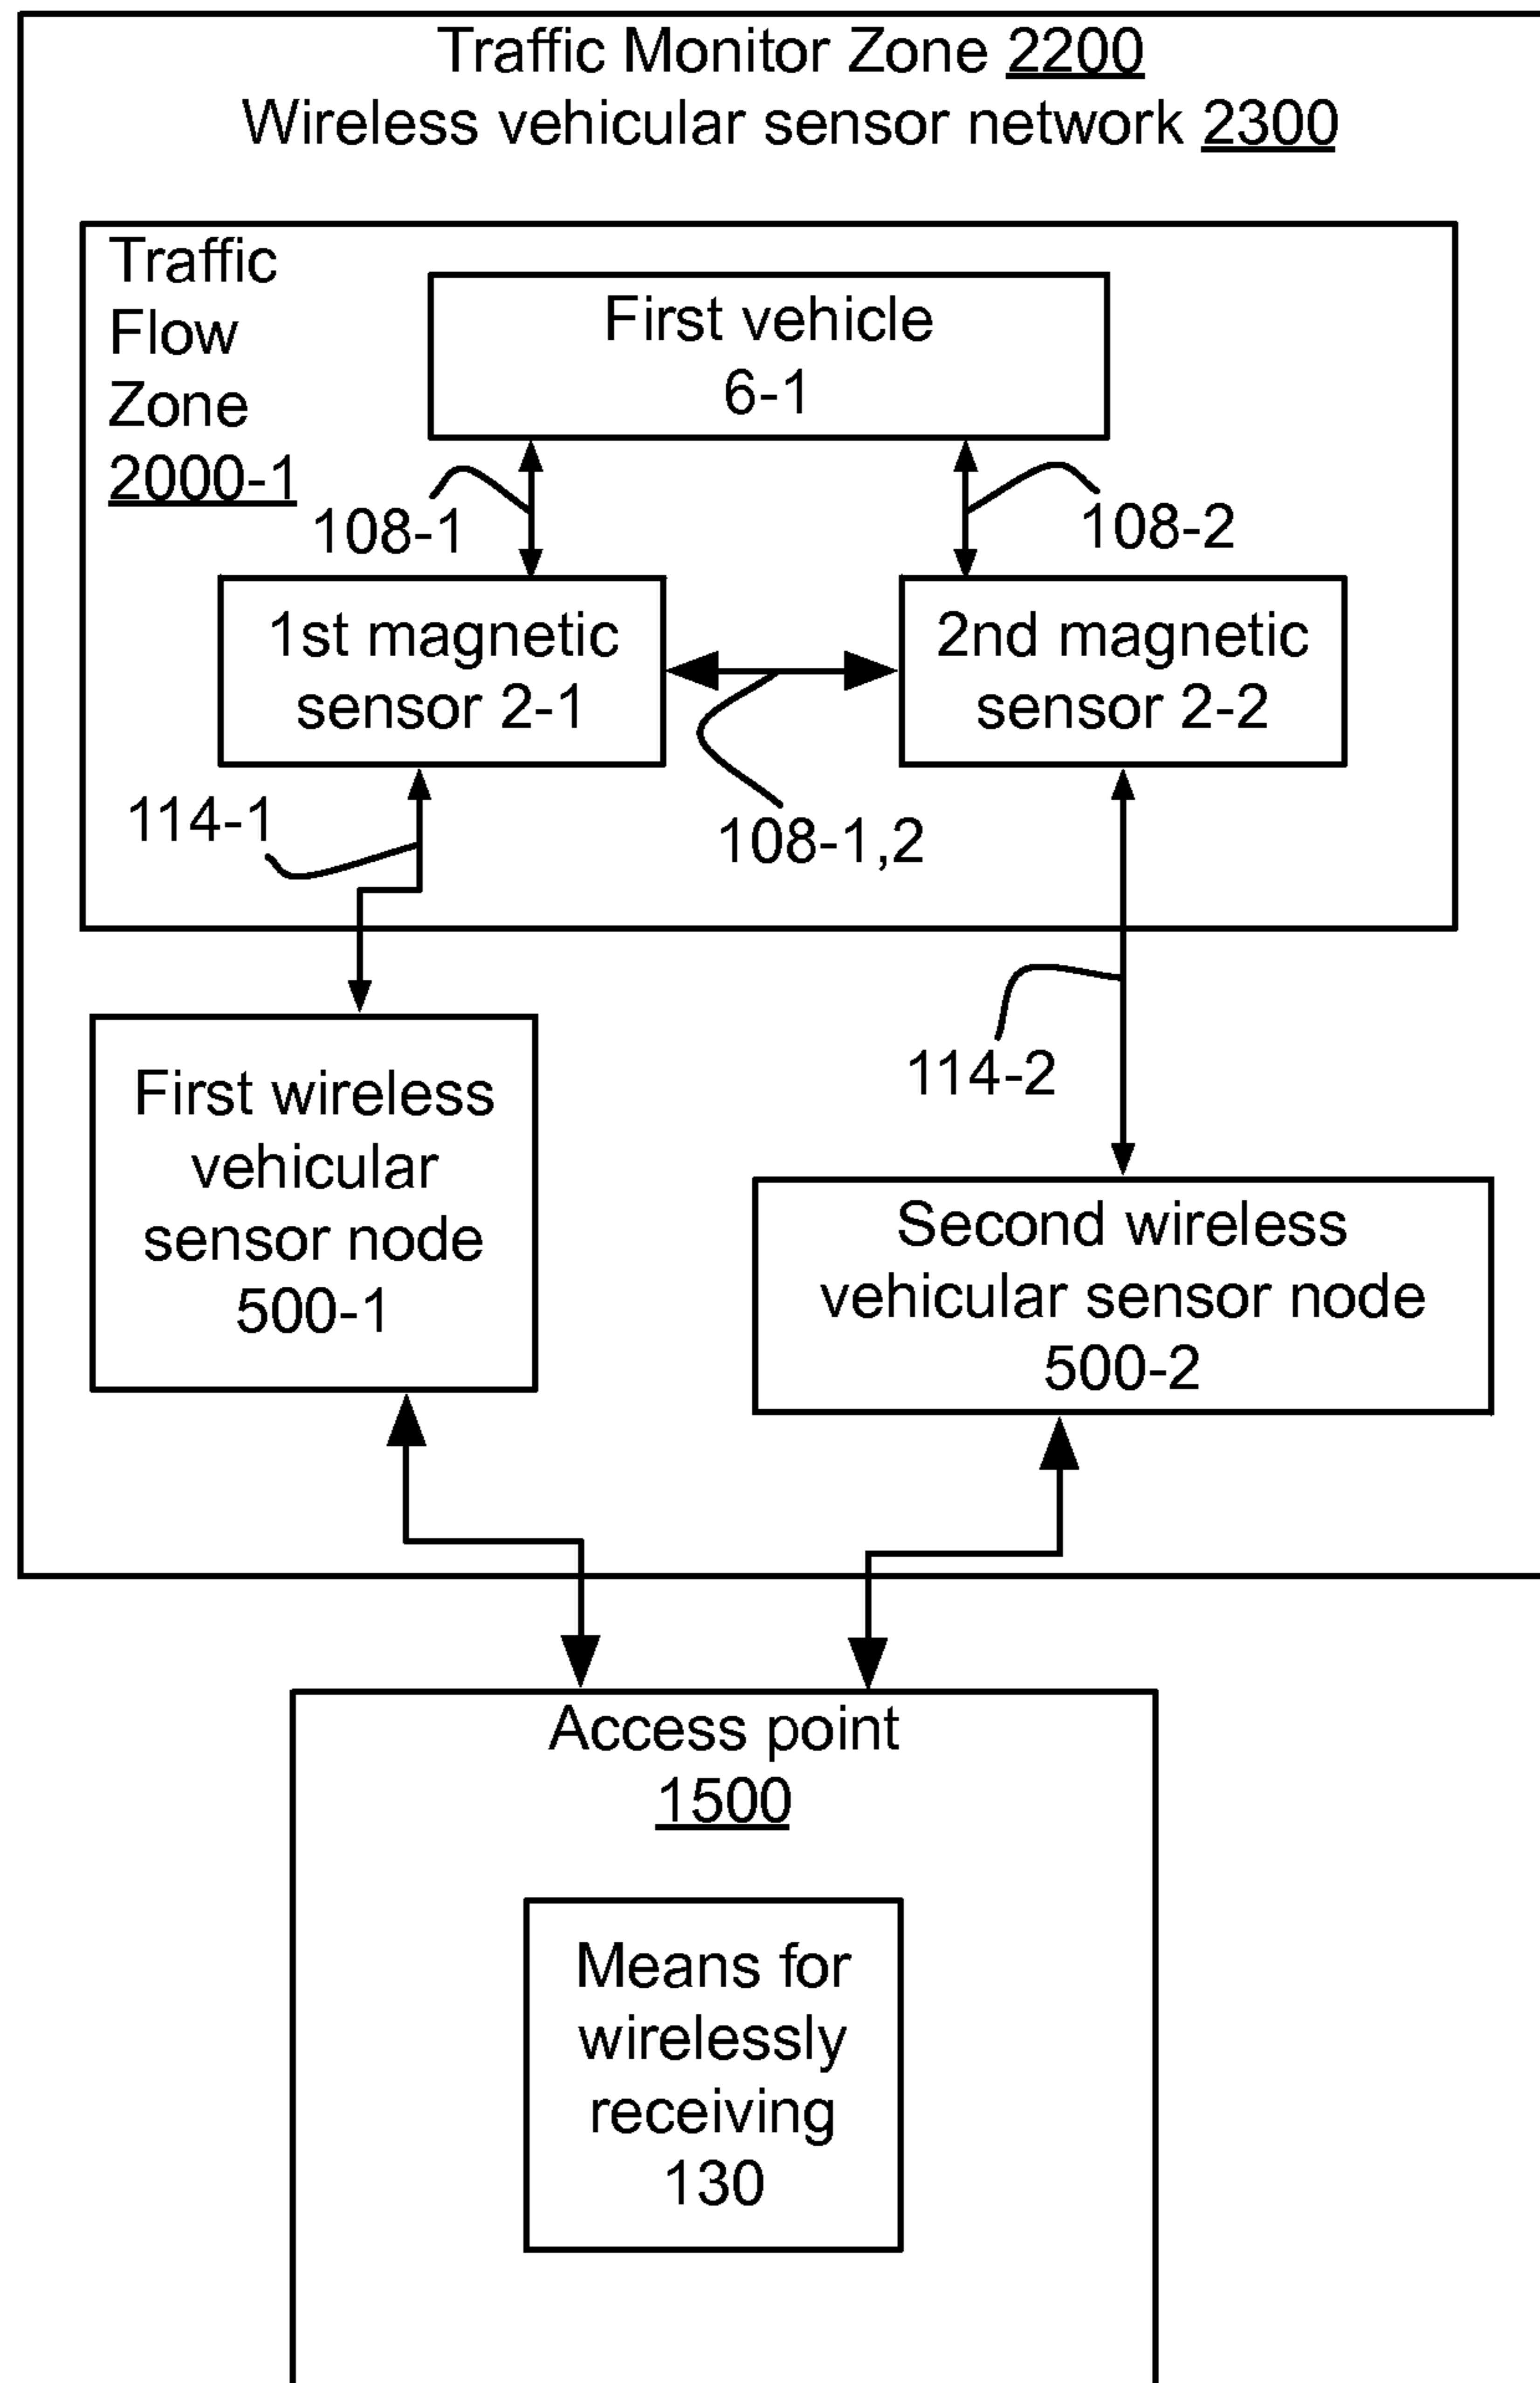 Traffic Monitor Zone 2200
Wireless vehicular sensor network 2300
Traffic
Flow
Zone
2000-1
First vehicle
6-1
108-1
108-2
1st magnetic
sensor 2-1
2nd magnetic
sensor 2-2
114-1
108-1,2
First wireless
vehicular
sensor node
500-1
114-2
Second wireless
vehicular sensor node
500-2
Access point
1500
Means for
wirelessly
receiving
130